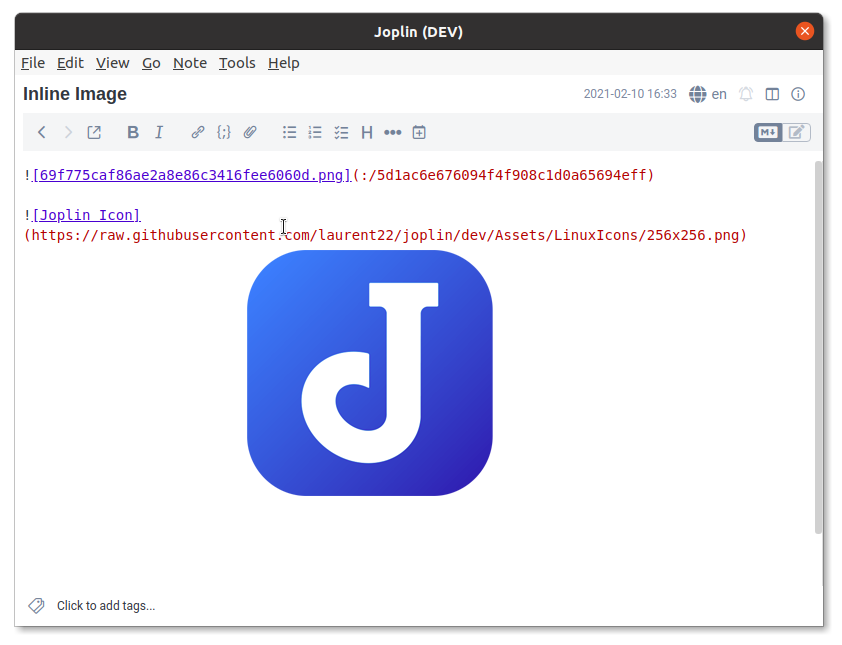 Joplin (DEV)
File Edit View Go Note Tools Help
Inline Image 2021-02-10 16:33 en
B I H M↓
![69f775caf86ae2a8e86c3416fee6060d.png](:/5d1ac6e676094f4f908c1d0a65694eff)
![Joplin Icon]
(https://raw.githubusercontent.com/laurent22/joplin/dev/Assets/LinuxIcons/256x256.png)
J
Click to add tags...